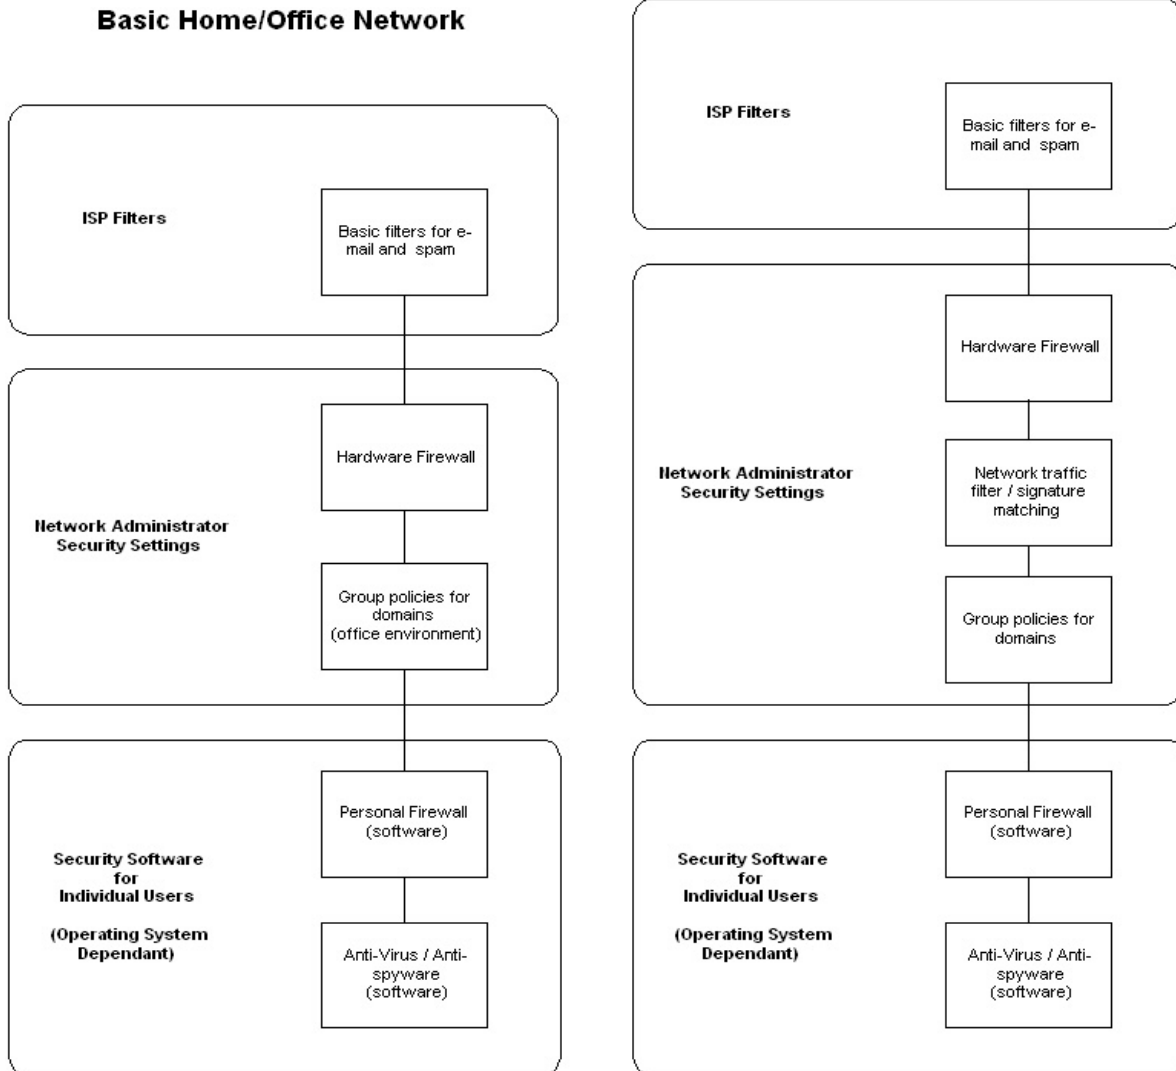 Basic Home/Office Network
ISP Filters
Basic filters for e-
mail and spam
Network Administrator
Security Settings
Hardware Firewall
Group policies for
domains
(office environment)
Security Software
for
Individual Users
(Operating System
Dependant)
Personal Firewall
(software)
Anti-Virus / Anti-
spyware
(software)
ISP Filters
Basic filters for e-
mail and spam
Network Administrator
Security Settings
Hardware Firewall
Network traffic
filter / signature
matching
Group policies for
domains
Security Software
for
Individual Users
(Operating System
Dependant)
Personal Firewall
(software)
Anti-Virus / Anti-
spyware
(software)